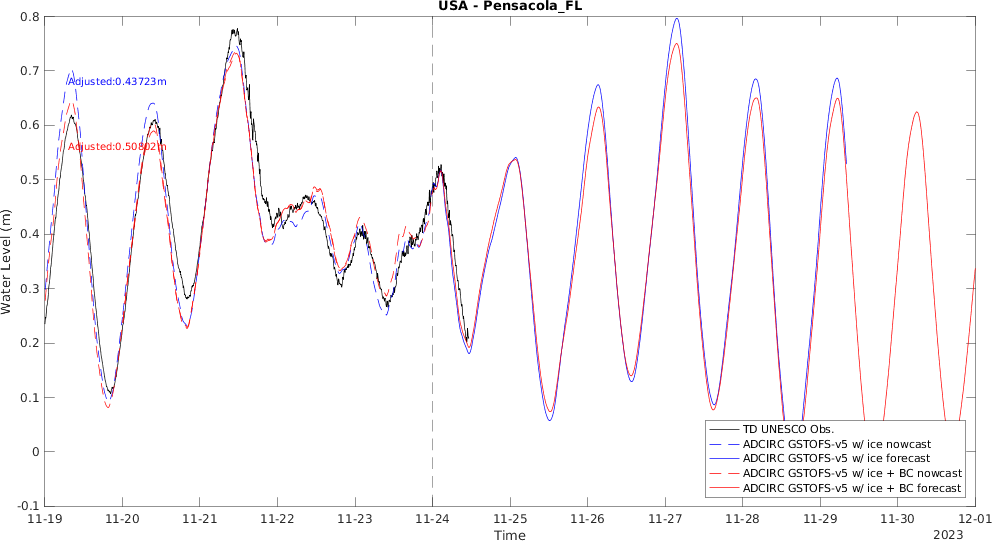 USA - Pensacola_FL
0.8
0.7
0.6
0.5
0.4
0.3
0.2
0.1
0
-0.1
Water Level (m)
Adjusted:0.43723m
Adjusted:0.50802m
TD UNESCO Obs.
ADCIRC GSTOFS-v5 w/ ice nowcast
ADCIRC GSTOFS-v5 w/ ice forecast
ADCIRC GSTOFS-v5 w/ ice + BC nowcast
ADCIRC GSTOFS-v5 w/ ice + BC forecast
11-19 11-20 11-21 11-22 11-23 11-24 11-25 11-26 11-27 11-28 11-29 11-30 12-01
Time
2023